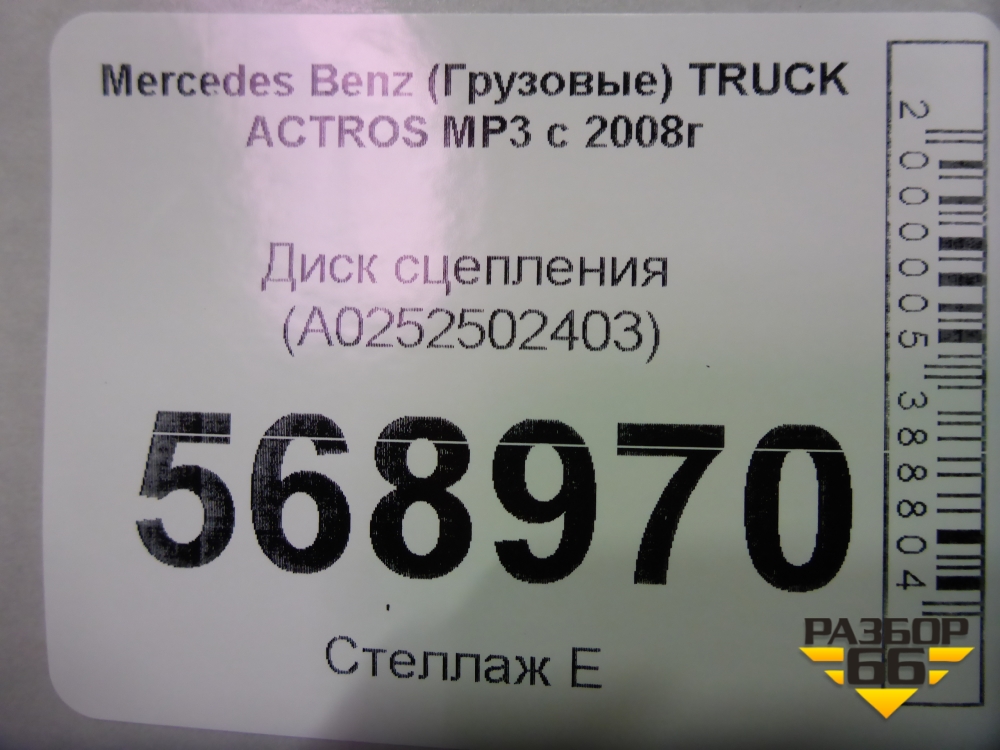 Mercedes Benz (Грузовые) TRUCK
ACTROS MP3 с 2008г
Диск сцепления
(A0252502403)
568970
Стеллаж Е
2000005388804
РАЗБОР
66